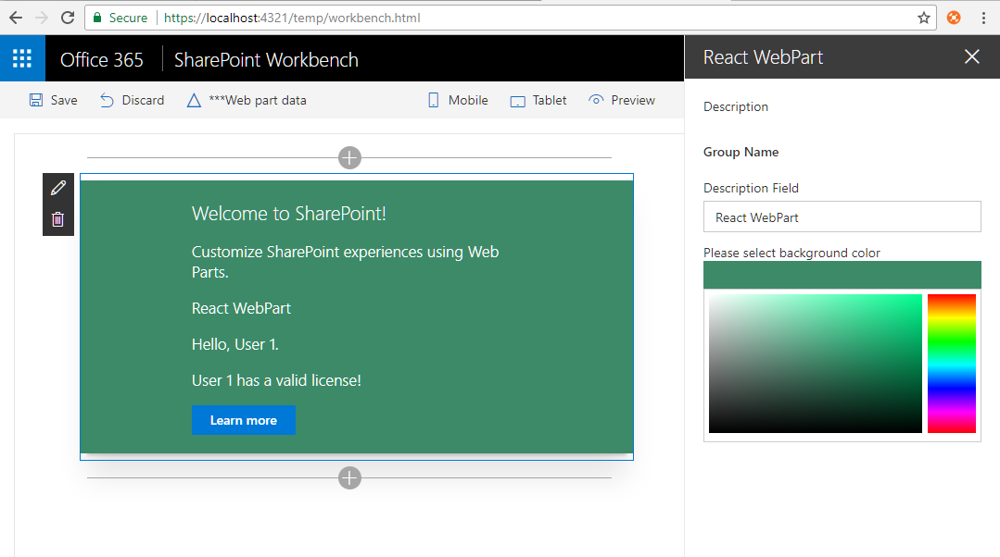 Secure https://localhost:4321/temp/workbench.html
Office 365 SharePoint Workbench
Save Discard ***Web part data Mobile Tablet Preview
Welcome to SharePoint!
Customize SharePoint experiences using Web
Parts.
React WebPart
Hello, User 1.
User 1 has a valid license!
Learn more
React WebPart
Description
Group Name
Description Field
React WebPart
Please select background color